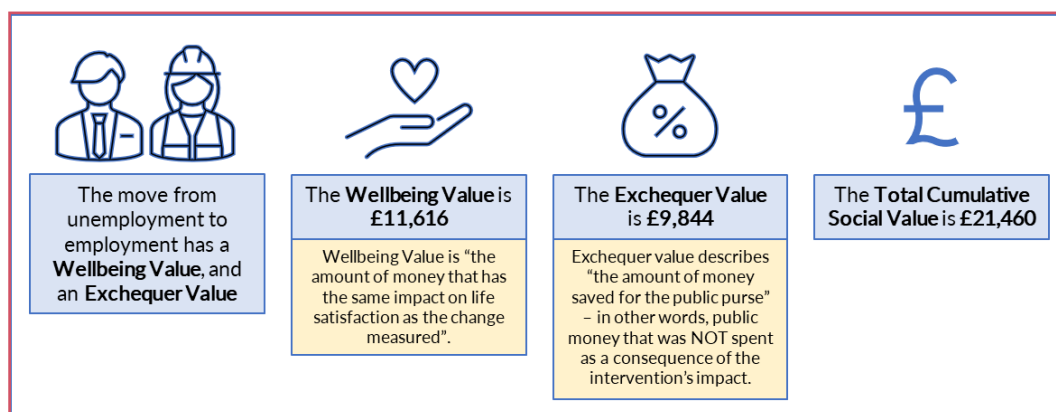 The move from
unemployment to
employment has a
Wellbeing Value, and
an Exchequer Value
The Wellbeing Value is
£11,616
Wellbeing Value is “the
amount of money that has
the same impact on life
satisfaction as the change
measured”.
%
The Exchequer Value
is £9,844
Exchequer value describes
“the amount of money
saved for the public purse”
– in other words, public
money that was NOT spent
as a consequence of the
intervention’s impact.
£
The Total Cumulative
Social Value is £21,460